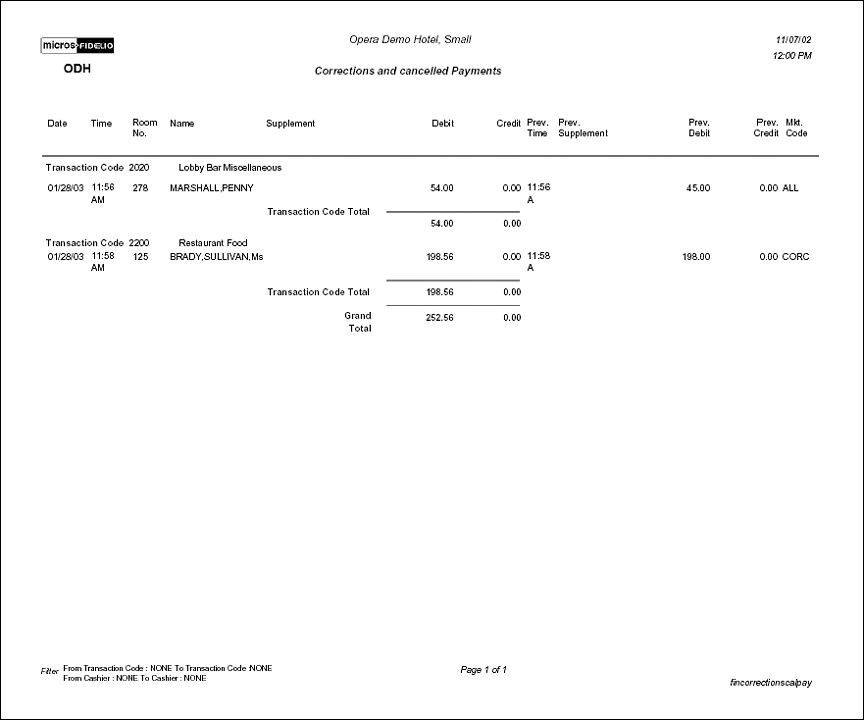 micros FIDELIO
Opera Demo Hotel, Small
11/07/02
12:00 PM
ODH
Corrections and cancelled Payments
Date Time Room No. Name Supplement Debit Credit Prev. Time Prev. Supplement Prev. Debit Prev. Credit Mkt. Code
Transaction Code 2020 Lobby Bar Miscellaneous
01/28/03 11:56 278 MARSHALL,PENNY 54.00 0.00 11:56 45.00 0.00 ALL
AM A
Transaction Code Total
54.00 0.00
Transaction Code 2200 Restaurant Food
01/28/03 11:58 125 BRADY,SULLIVAN,Ms 198.56 0.00 11:58 198.00 0.00 CORC
AM A
Transaction Code Total 198.56 0.00
Grand 252.56 0.00
Total
Filter From Transaction Code : NONE To Transaction Code :NONE
From Cashier : NONE To Cashier : NONE
Page 1 of 1
fincorrectionscalpay